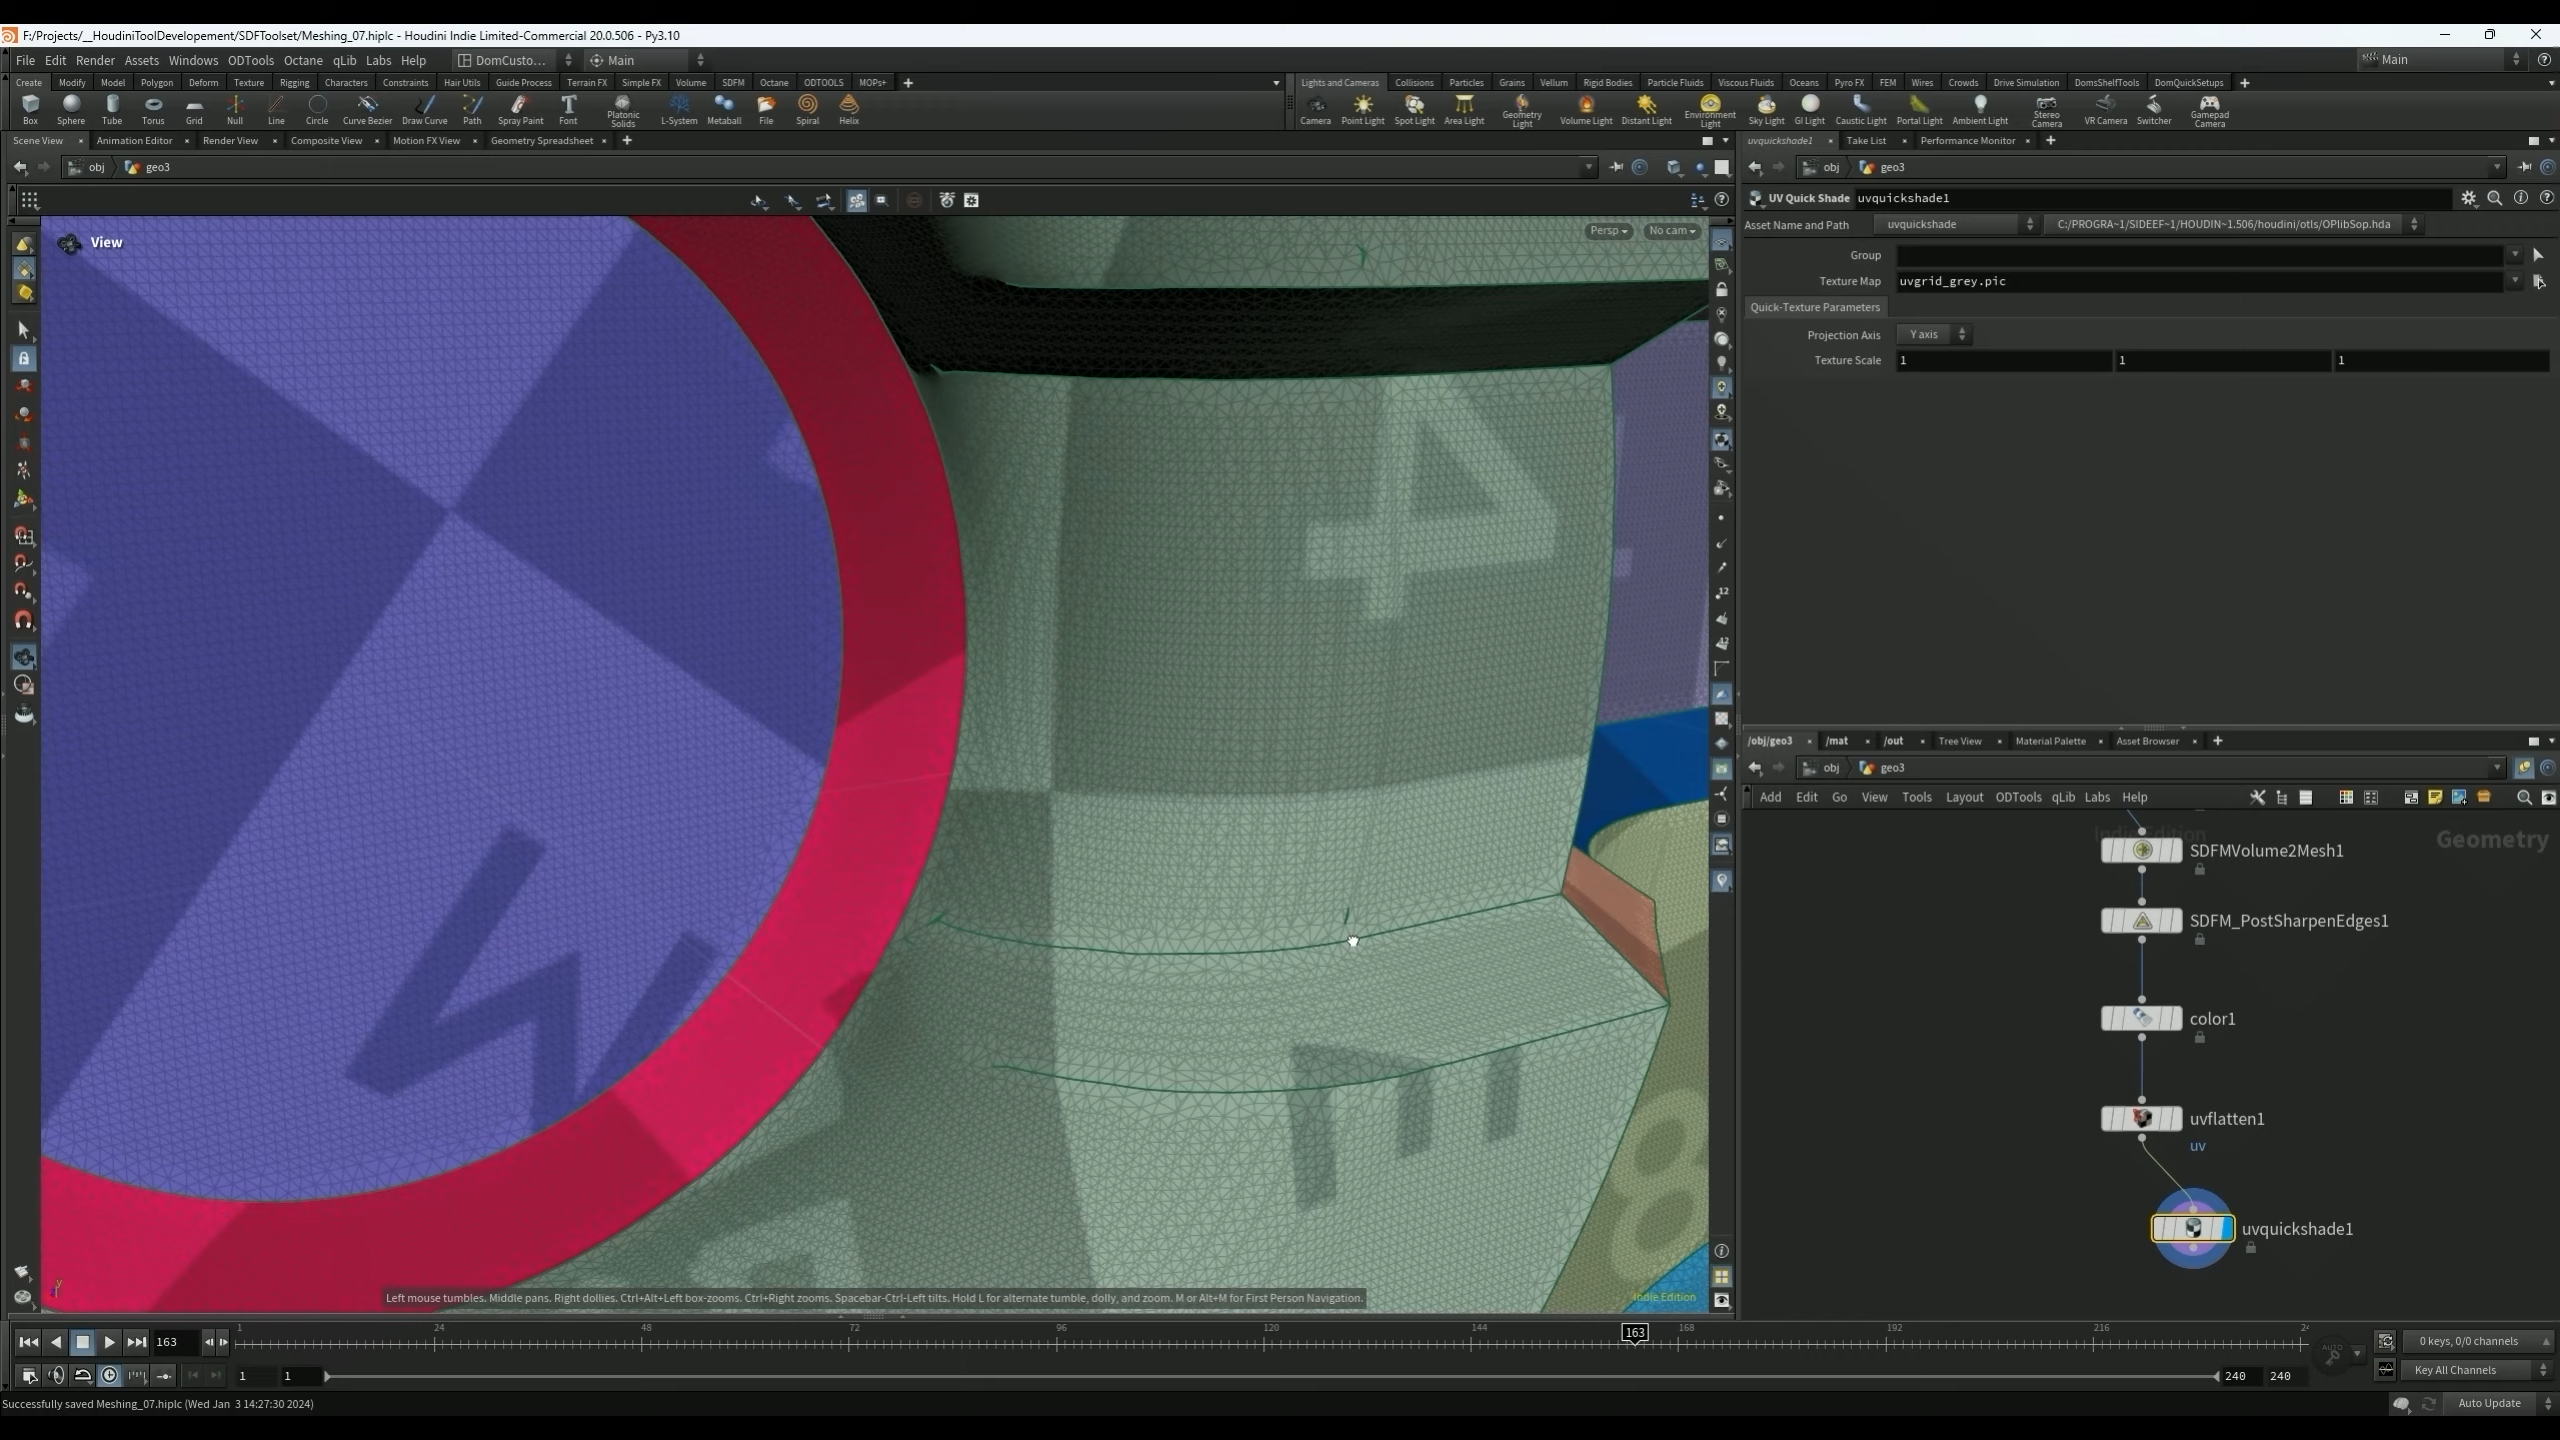 F:/Projects/__HoudiniToolDevelopement/SDFToolset/Meshing_07.hiplc - Houdini Indie Limited-Commercial 20.0.506 - Py3.10
File Edit Render Assets Windows ODTools Octane qLib Labs Help DomCusto... Main Main
Create Modify Model Polygon Deform Texture Rigging Characters Constraints Hair Utils Guide Process Terrain FX Simple FX Volume SDFM Octane ODTOOLS MOPs+ Lights and Cameras Collisions Particles Grains Vellum Rigid Bodies Particle Fluids Viscous Fluids Oceans Pyro FX FEM Wires Crowds Drive Simulation DomsShelfTools DomQuickSetups
Box Sphere Tube Torus Grid Null Line Circle Curve Bezier Draw Curve Path Spray Paint Font Platonic Solids L-System Metaball File Spiral Helix Camera Point Light Spot Light Area Light Geometry Light Volume Light Distant Light Environment Light Sky Light GI Light Caustic Light Portal Light Ambient Light Stereo Camera VR Camera Switcher Gamepad Camera
Scene View Animation Editor Render View Composite View Motion FX View Geometry Spreadsheet uvquickshade1 Take List Performance Monitor
obj geo3 obj geo3
UV Quick Shade uvquickshade1
Asset Name and Path uvquickshade C:/PROGRA~1/SIDEEF~1/HOUDIN~1.506/houdini/otls/OPlibSop.hda
View Persp No cam
Group
Texture Map uvgrid_grey.pic
Quick-Texture Parameters
Projection Axis Y axis
Texture Scale 1 1 1
4
/obj/geo3 /mat /out Tree View Material Palette Asset Browser
obj geo3
Add Edit Go View Tools Layout ODTools qLib Labs Help
Indie Edition Geometry
SDFMVolume2Mesh1
SDFM_PostSharpenEdges1
color1
uvflatten1
uv
uvquickshade1
Left mouse tumbles. Middle pans. Right dollies. Ctrl+Alt+Left box-zooms. Ctrl+Right zooms. Spacebar-Ctrl-Left tilts. Hold L for alternate tumble, dolly, and zoom. M or Alt+M for First Person Navigation.
Indie Edition
163 1 24 48 72 96 120 144 163 168 192 216 0 keys, 0/0 channels
1 1 240 240 Key All Channels
Successfully saved Meshing_07.hiplc (Wed Jan 3 14:27:30 2024) Auto Update